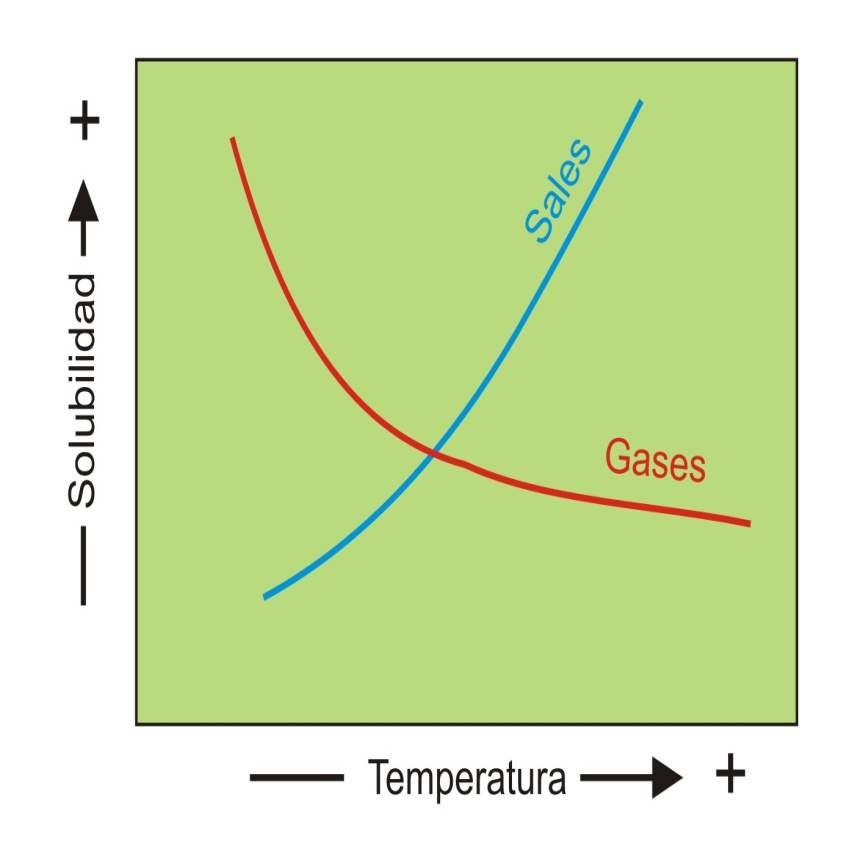 +
Solubilidad
Sales
Gases
Temperatura +